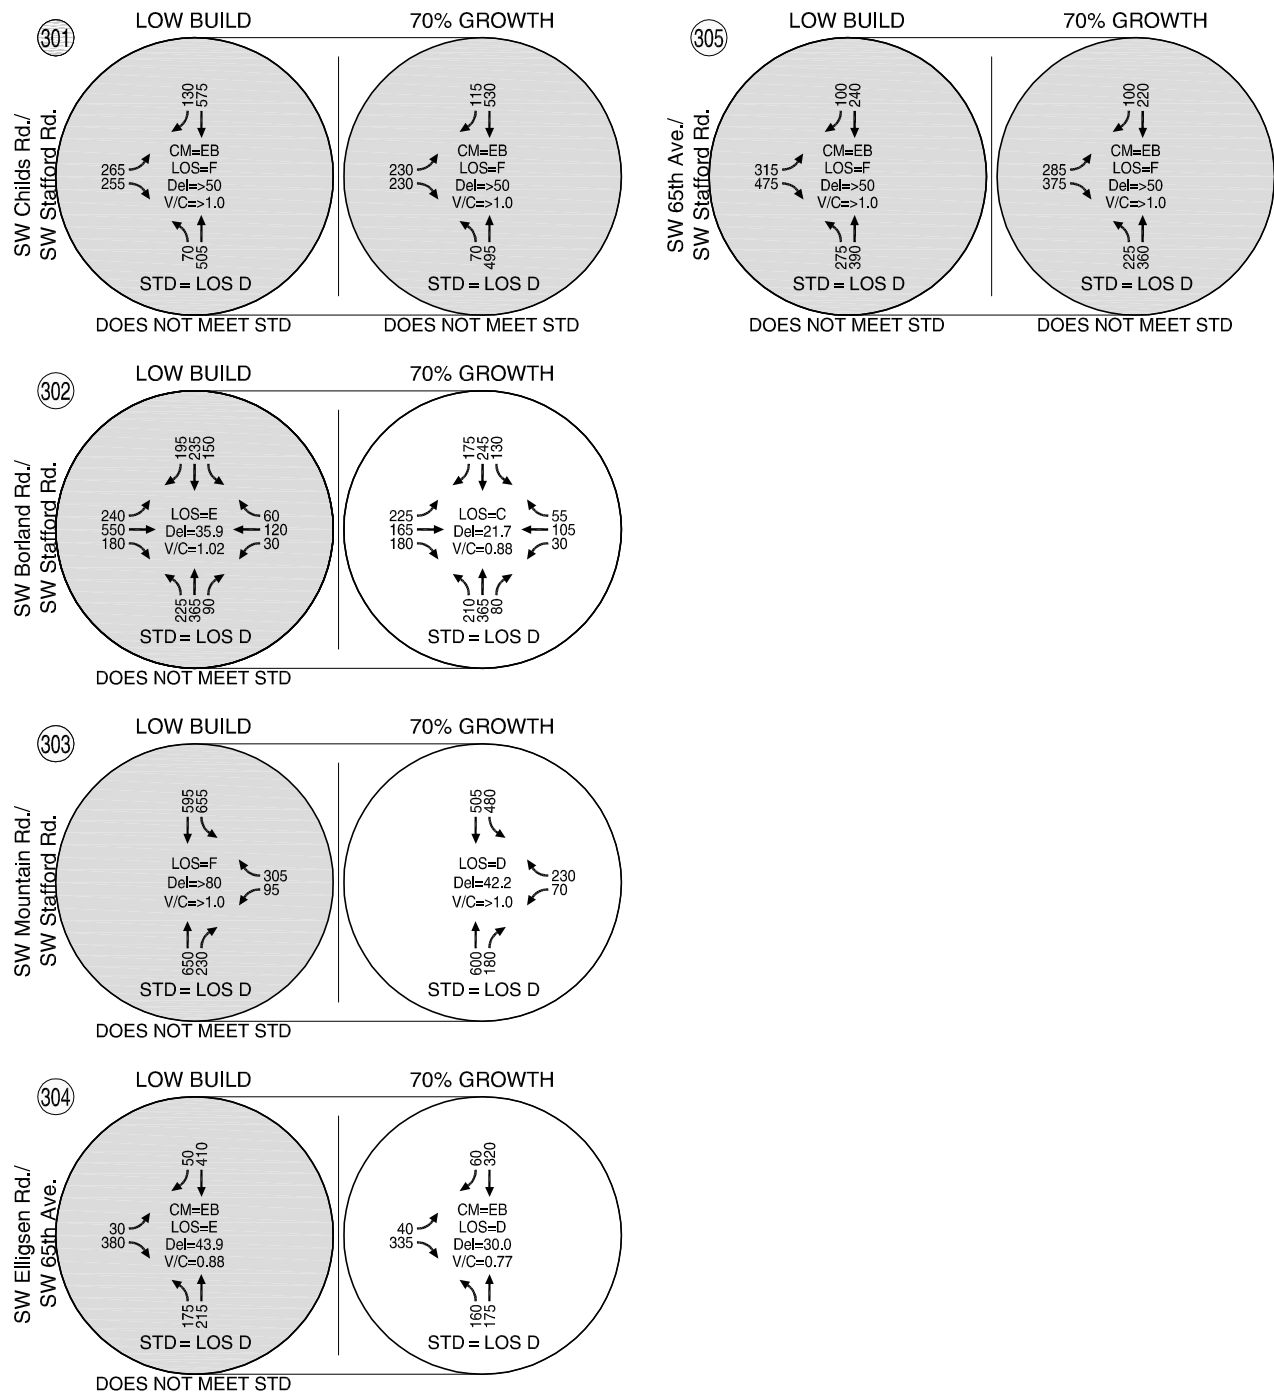 301
LOW BUILD
70% GROWTH
SW Childs Rd./
SW Stafford Rd.
130
575
265
255
CM=EB
LOS=F
Del=>50
V/C=>1.0
70
505
STD = LOS D
DOES NOT MEET STD
115
530
230
230
CM=EB
LOS=F
Del=>50
V/C=>1.0
70
495
STD = LOS D
DOES NOT MEET STD
305
LOW BUILD
70% GROWTH
SW 65th Ave./
SW Stafford Rd.
100
240
315
475
CM=EB
LOS=F
Del=>50
V/C=>1.0
275
390
STD = LOS D
DOES NOT MEET STD
100
220
285
375
CM=EB
LOS=F
Del=>50
V/C=>1.0
225
360
STD = LOS D
DOES NOT MEET STD
302
LOW BUILD
70% GROWTH
SW Borland Rd./
SW Stafford Rd.
195
235
150
240
550
180
LOS=E
Del=35.9
V/C=1.02
60
120
30
225
365
90
STD = LOS D
DOES NOT MEET STD
175
245
130
225
165
180
LOS=C
Del=21.7
V/C=0.88
55
105
30
210
365
80
STD = LOS D
303
LOW BUILD
70% GROWTH
SW Mountain Rd./
SW Stafford Rd.
595
655
LOS=F
Del=>80
V/C=>1.0
305
95
650
230
STD = LOS D
DOES NOT MEET STD
505
480
LOS=D
Del=42.2
V/C=>1.0
230
70
600
180
STD = LOS D
304
LOW BUILD
70% GROWTH
SW Elligsen Rd./
SW 65th Ave.
50
410
30
380
CM=EB
LOS=E
Del=43.9
V/C=0.88
175
215
STD = LOS D
DOES NOT MEET STD
60
320
40
335
CM=EB
LOS=D
Del=30.0
V/C=0.77
160
175
STD = LOS D